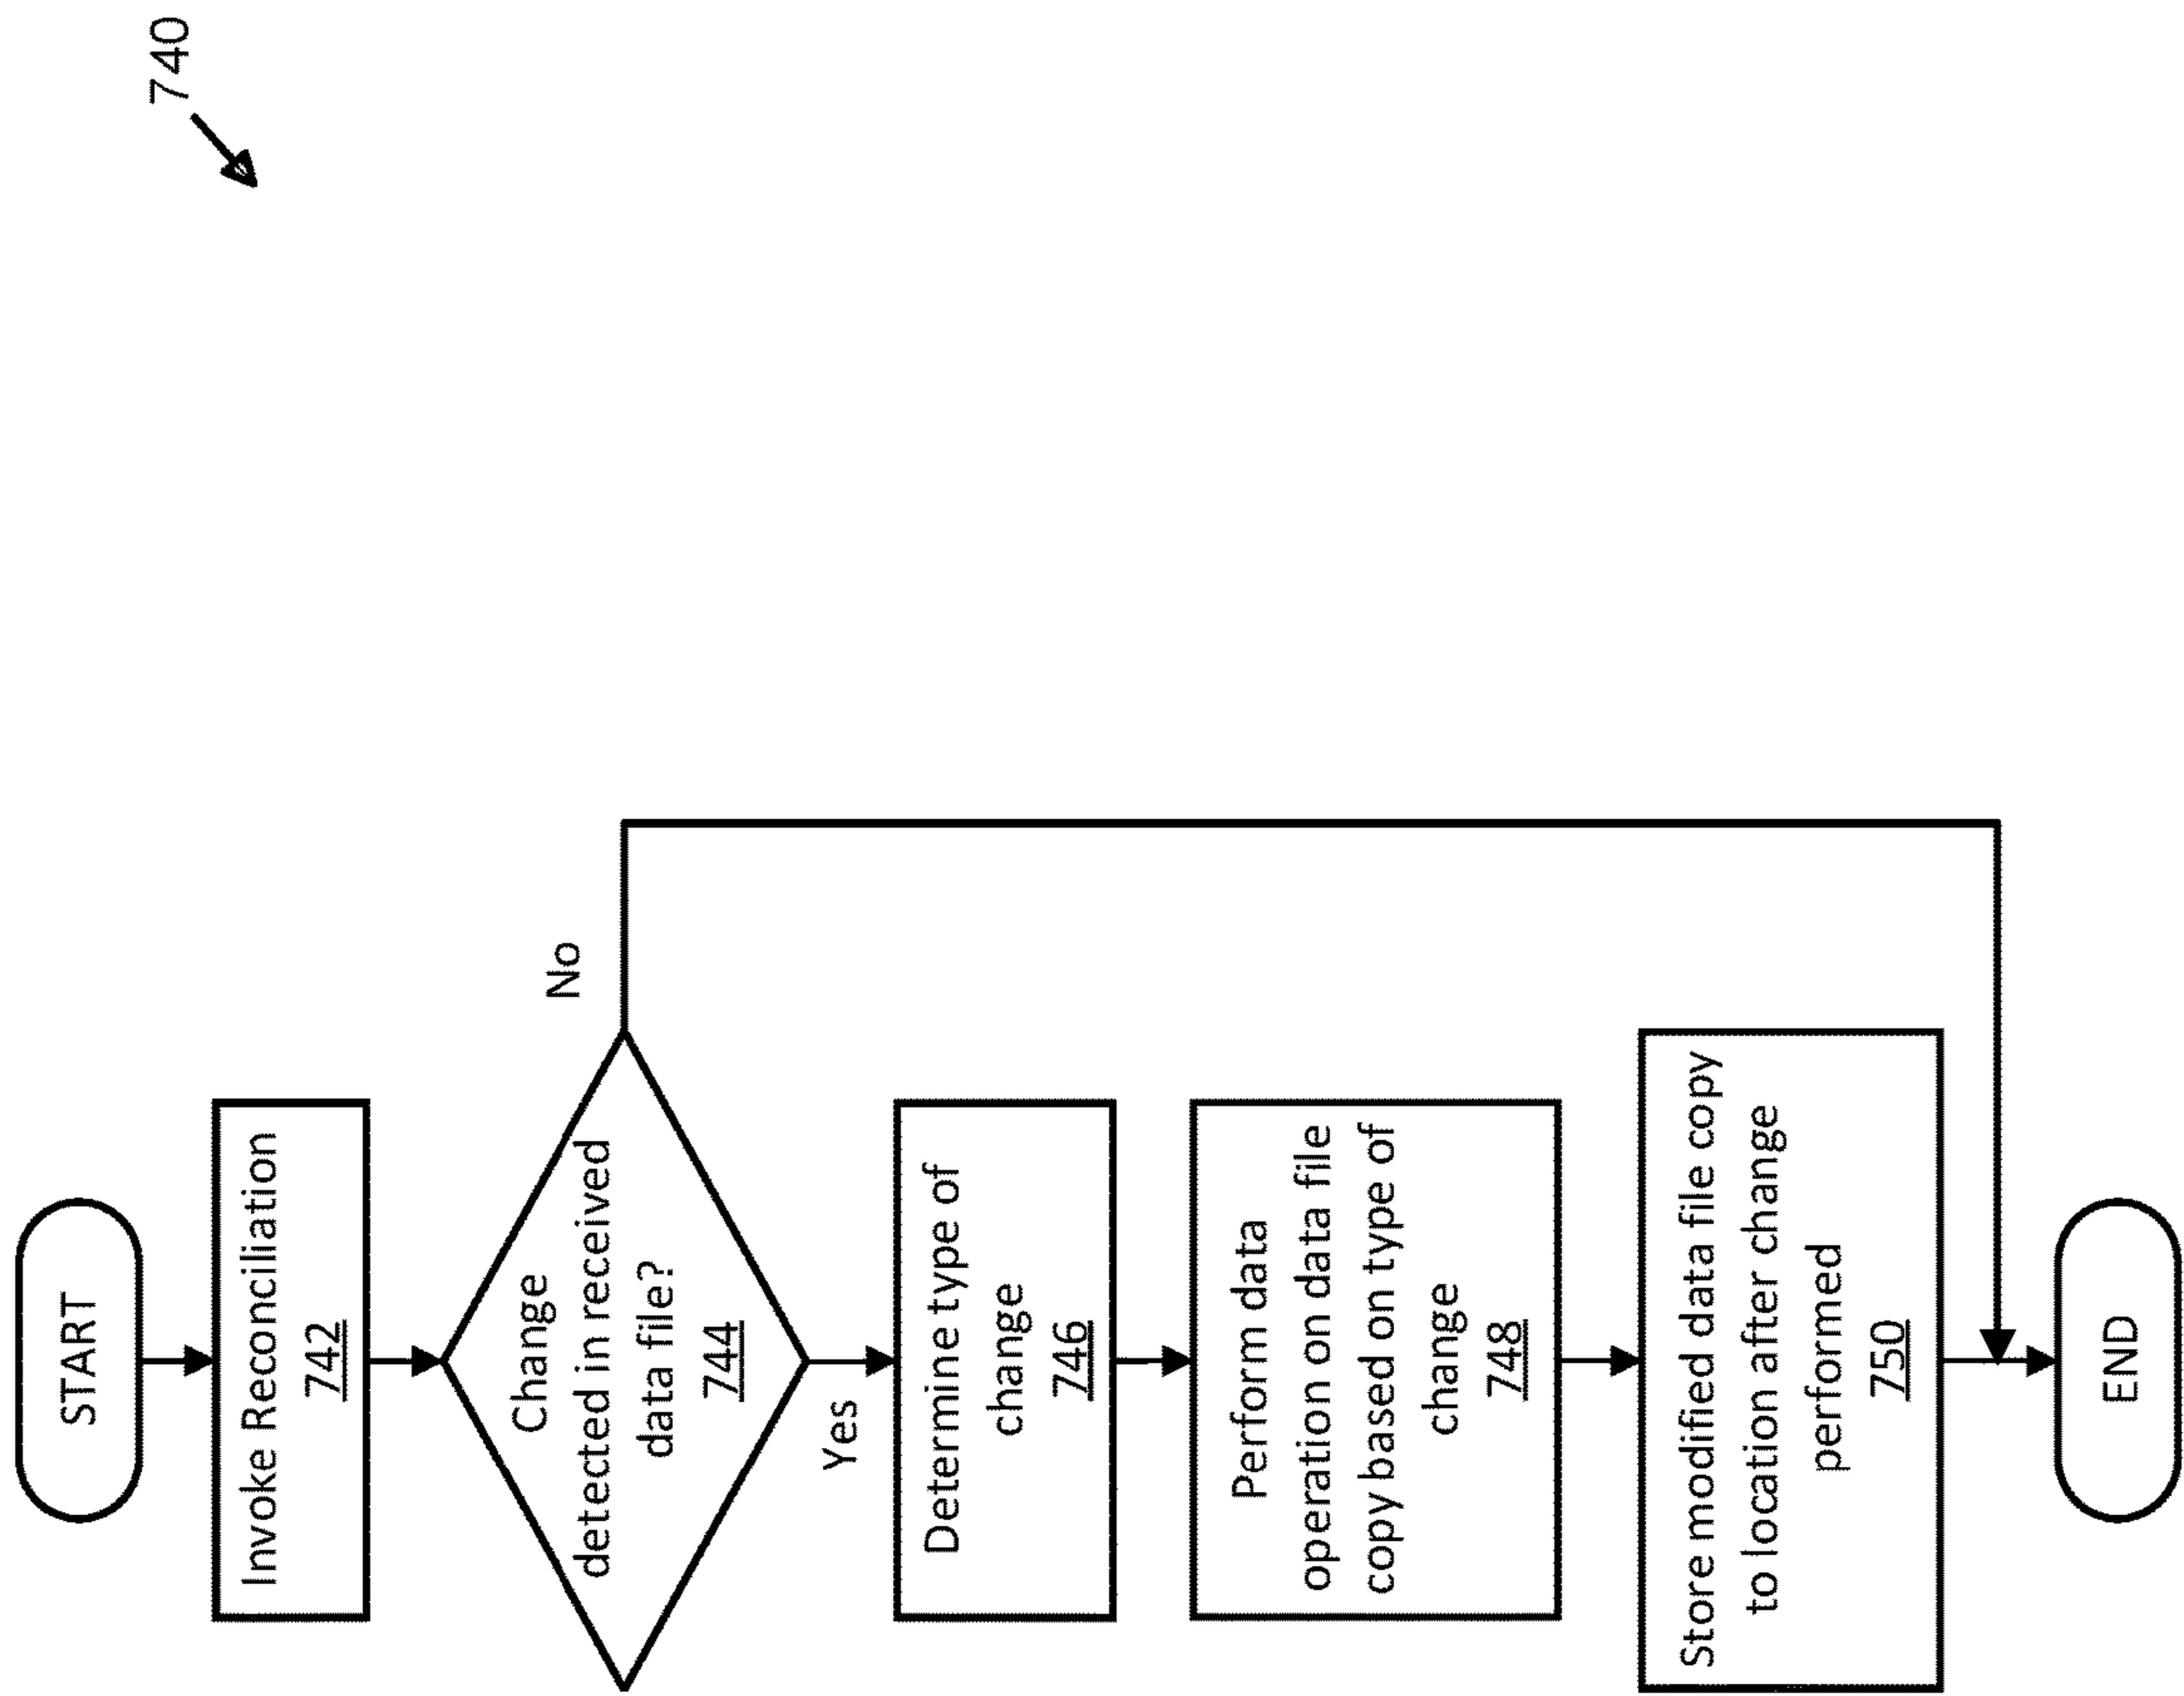 740
START
Invoke Reconciliation
742
Change
detected in received
data file?
744
No
Yes
Determine type of
change
746
Perform data
operation on data file
copy based on type of
change
748
Store modified data file copy
to location after change
performed
750
END